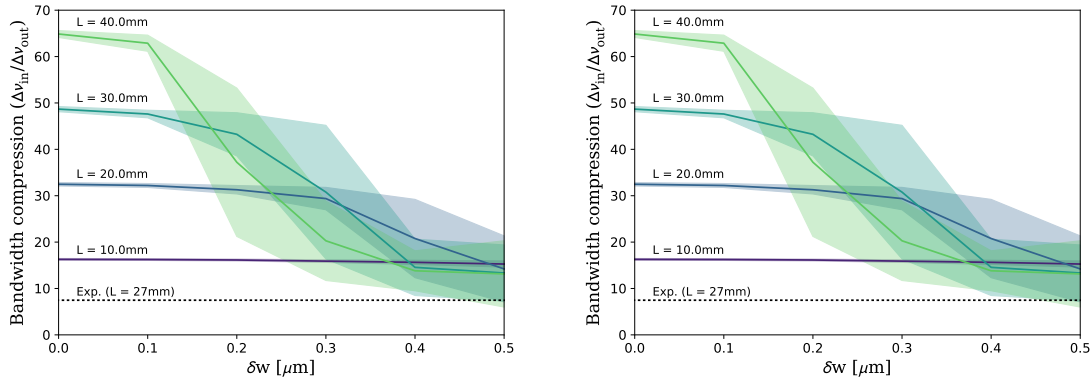 Bandwidth compression (Δν_in/Δν_out)
70
60
50
40
30
20
10
0
L = 40.0mm
L = 30.0mm
L = 20.0mm
L = 10.0mm
Exp. (L = 27mm)
0.0 0.1 0.2 0.3 0.4 0.5
δw [μm]
Bandwidth compression (Δν_in/Δν_out)
70
60
50
40
30
20
10
0
L = 40.0mm
L = 30.0mm
L = 20.0mm
L = 10.0mm
Exp. (L = 27mm)
0.0 0.1 0.2 0.3 0.4 0.5
δw [μm]